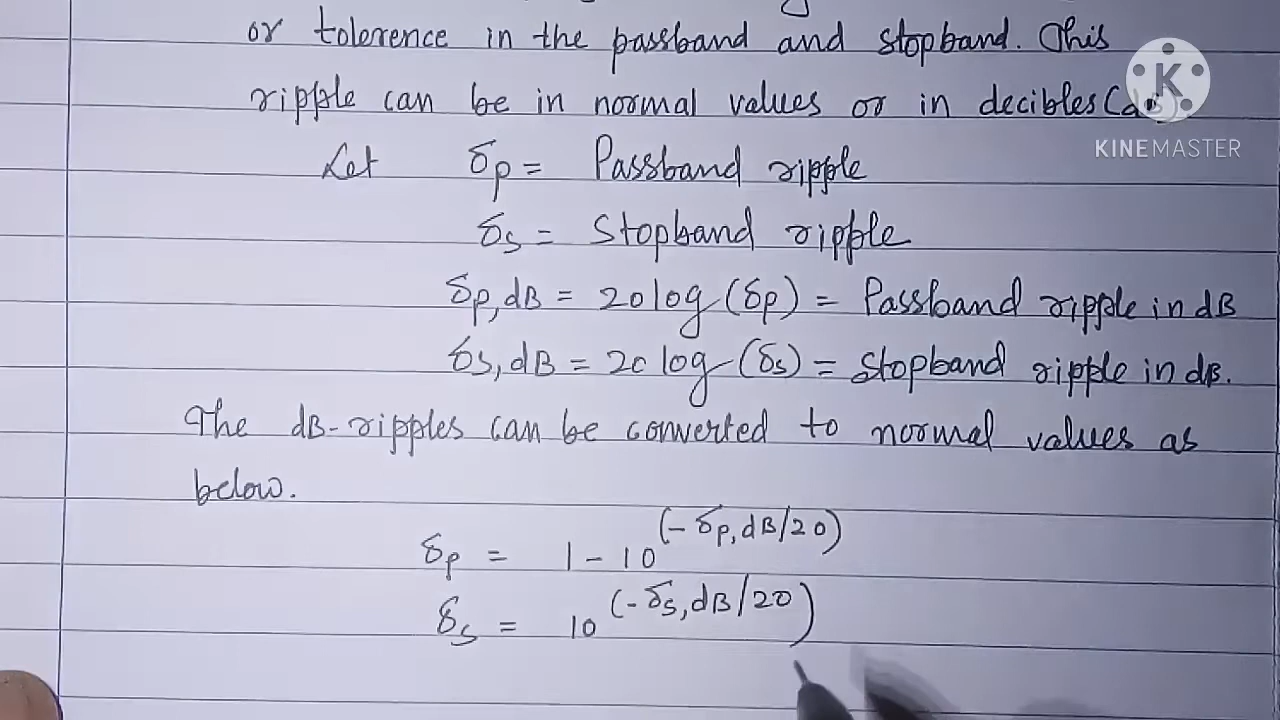 or tolerence in the passband and stopband. This
ripple can be in normal values or in decibles (dB).
Let δp = Passband ripple
δs = Stopband ripple
δp,dB = 20 log (δp) = Passband ripple in dB
δs,dB = 20 log (δs) = Stopband ripple in dB.
The dB-ripples can be converted to normal values as
below.
δp = 1 - 10^(-δp,dB/20)
δs = 10^(-δs,dB/20)
K
KINEMASTER